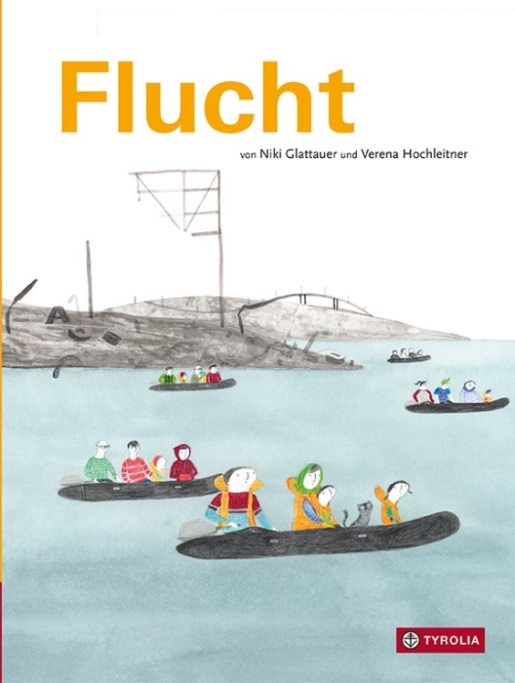 Flucht
von Niki Glattauer und Verena Hochleitner
A
TYROLIA